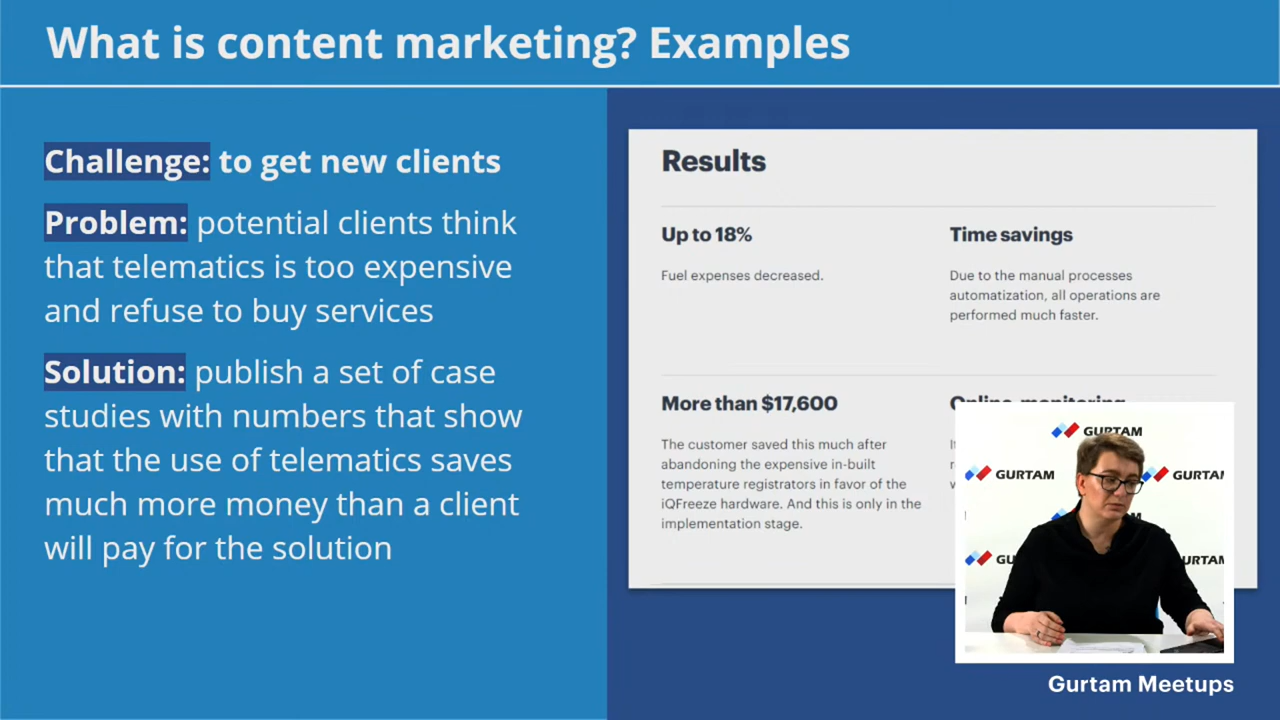 What is content marketing? Examples
Challenge: to get new clients
Problem: potential clients think
that telematics is too expensive
and refuse to buy services
Solution: publish a set of case
studies with numbers that show
that the use of telematics saves
much more money than a client
will pay for the solution
Results
Up to 18%
Fuel expenses decreased.
Time savings
Due to the manual processes
automatization, all operations are
performed much faster.
More than $17,600
The customer saved this much after
abandoning the expensive in-built
temperature registrators in favor of the
iQFreeze hardware. And this is only in the
implementation stage.
Online monitoring
GURTAM
GURTAM
GURTAM
Gurtam Meetups